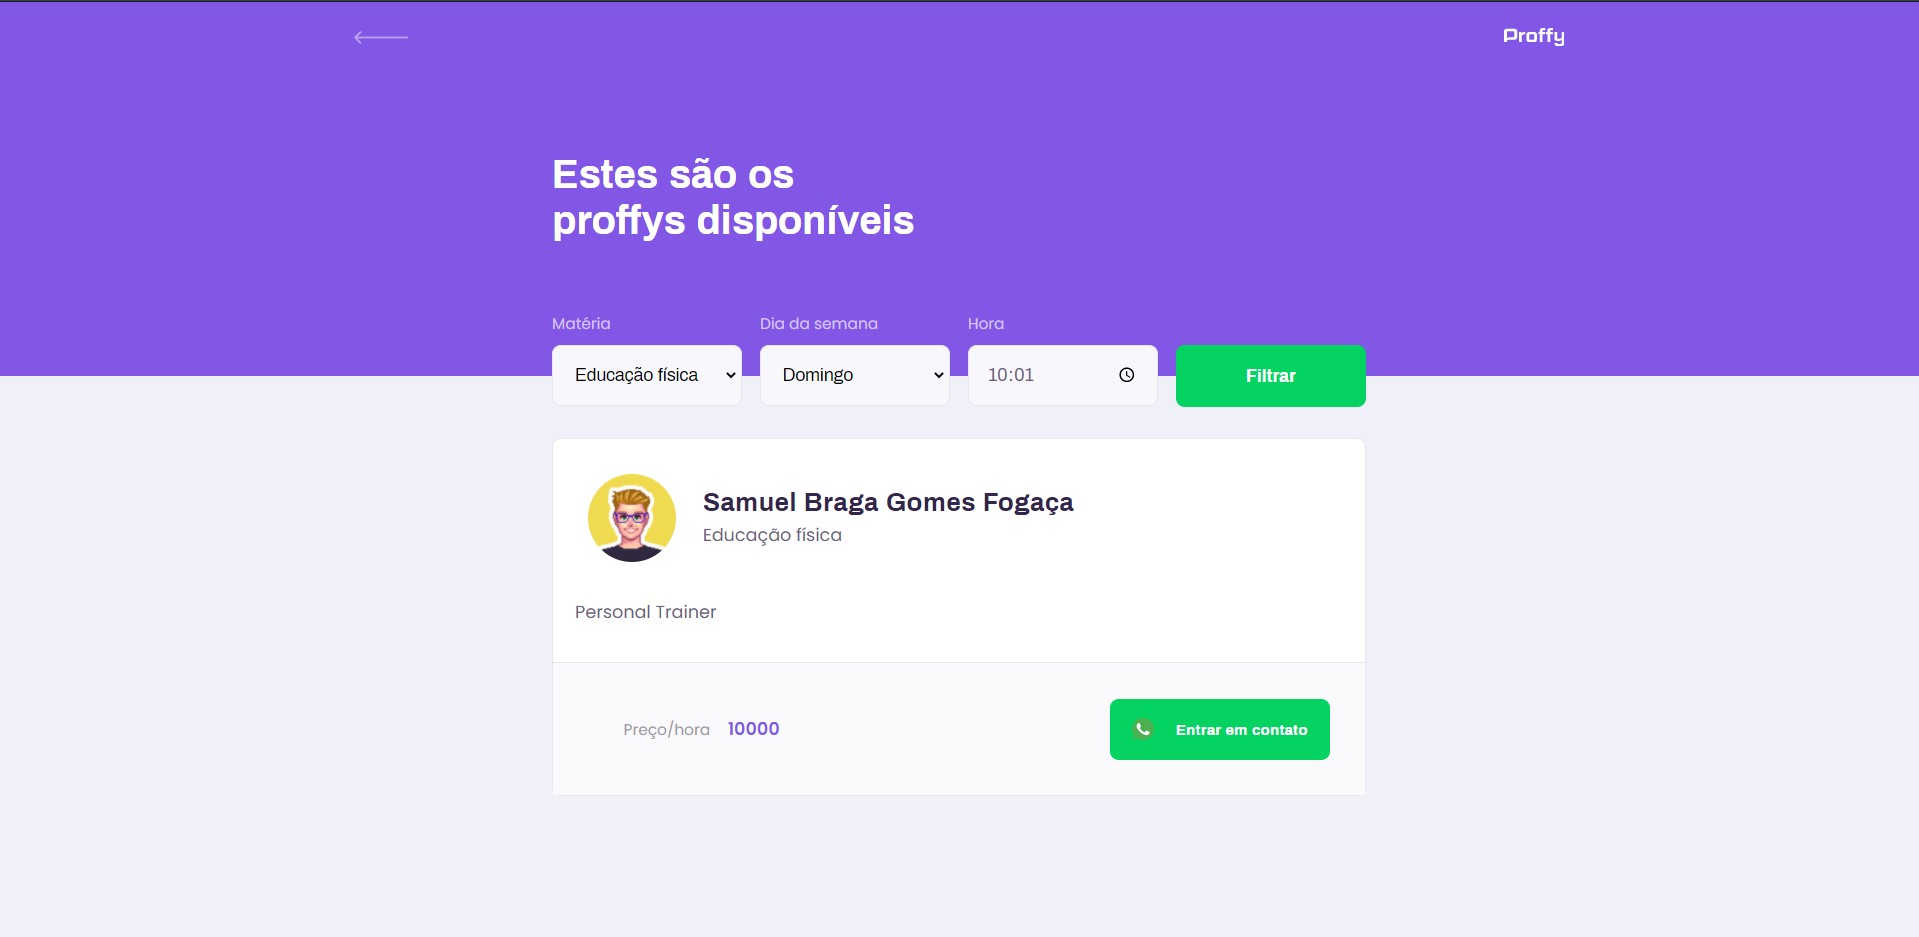 Proffy
Estes são os
proffys disponíveis
Matéria
Dia da semana
Hora
Educação física
Domingo
10:01
Filtrar
Samuel Braga Gomes Fogaça
Educação física
Personal Trainer
Preço/hora 10000
Entrar em contato